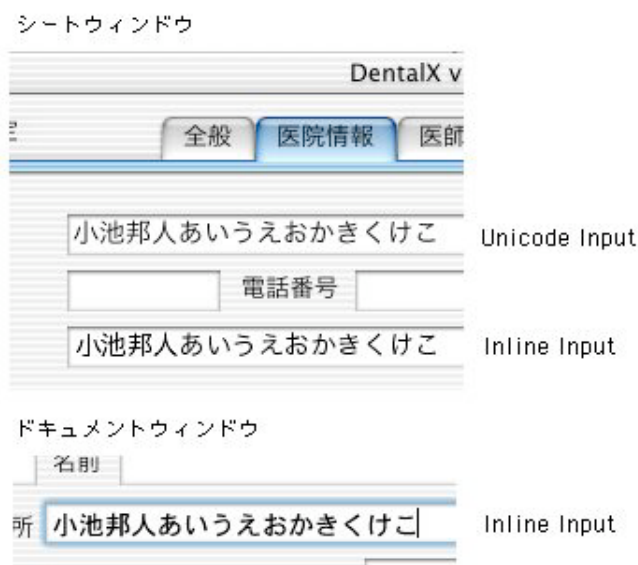 シートウィンドウ
DentalX v
全般 医院情報 医師
小池邦人あいうえおかきくけこ Unicode Input
電話番号
小池邦人あいうえおかきくけこ Inline Input
ドキュメントウィンドウ
名前
所 小池邦人あいうえおかきくけこ Inline Input